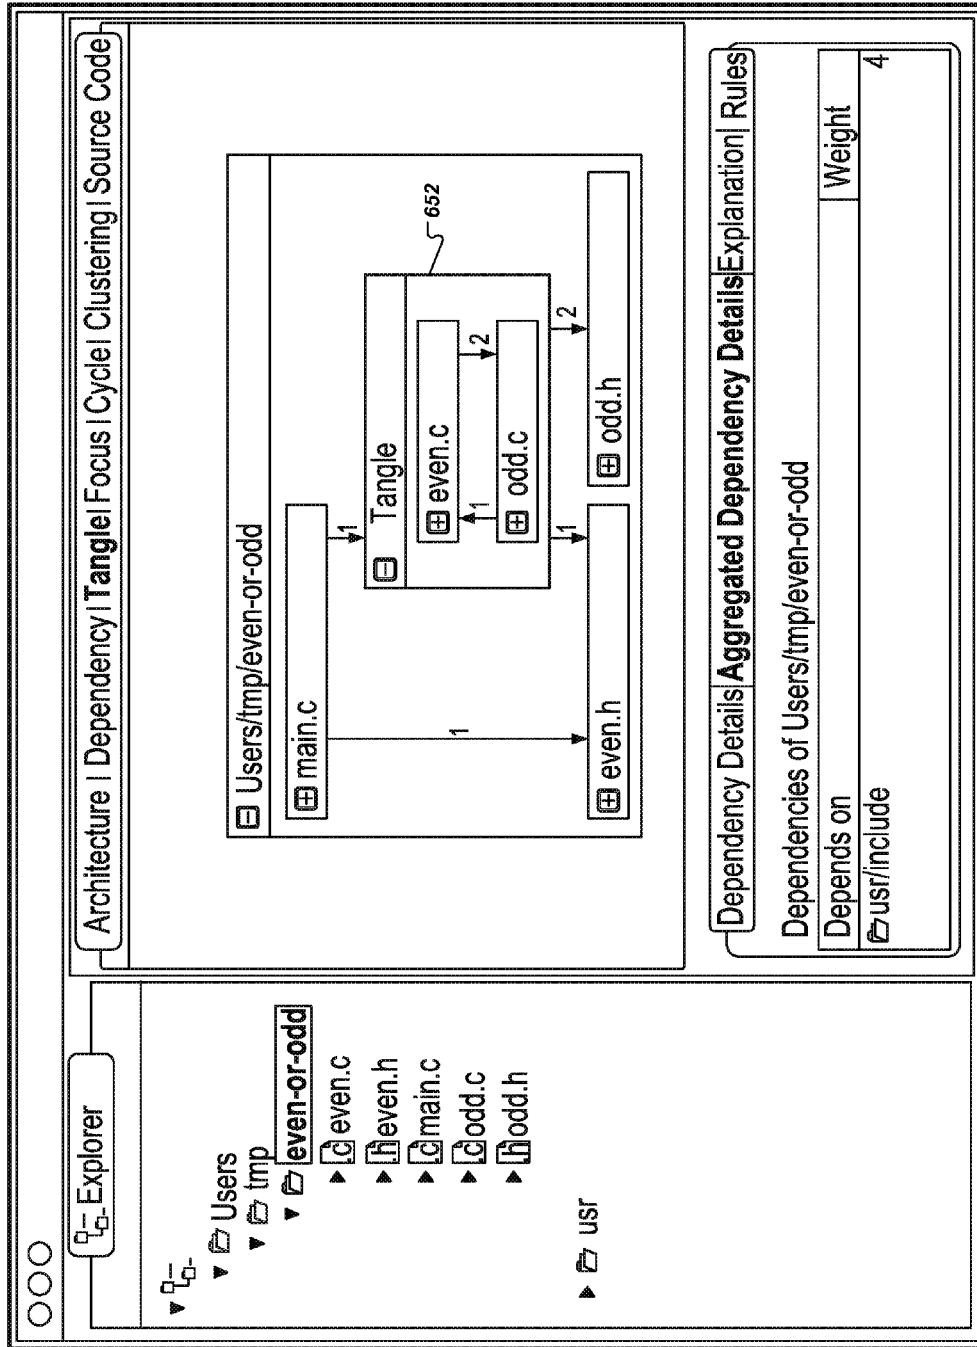 Explorer
Users
tmp
even-or-odd
.c even.c
.h even.h
.c main.c
.c odd.c
.h odd.h
usr
Architecture | Dependency | Tangle | Focus | Cycle | Clustering | Source Code
Users/tmp/even-or-odd
main.c
1
1
Tangle
652
even.c
1
2
odd.c
1
2
even.h
odd.h
Dependency Details | Aggregated Dependency Details | Explanation | Rules
Dependencies of Users/tmp/even-or-odd
Depends on Weight
usr/include 4